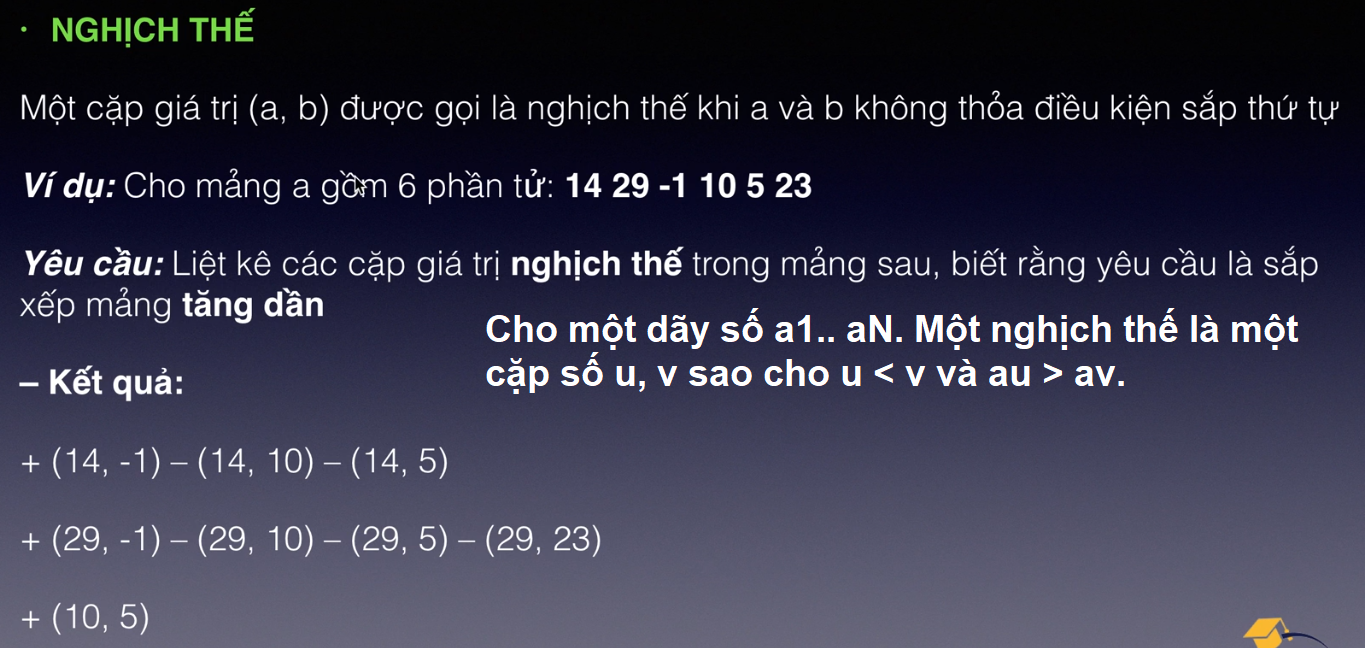 · NGHỊCH THẾ
Một cặp giá trị (a, b) được gọi là nghịch thế khi a và b không thỏa điều kiện sắp thứ tự
Ví dụ: Cho mảng a gồm 6 phần tử: 14 29 -1 10 5 23
Yêu cầu: Liệt kê các cặp giá trị nghịch thế trong mảng sau, biết rằng yêu cầu là sắp
xếp mảng tăng dần
Cho một dãy số a1.. aN. Một nghịch thế là một
cặp số u, v sao cho u < v và au > av.
– Kết quả:
+ (14, -1) – (14, 10) – (14, 5)
+ (29, -1) – (29, 10) – (29, 5) – (29, 23)
+ (10, 5)